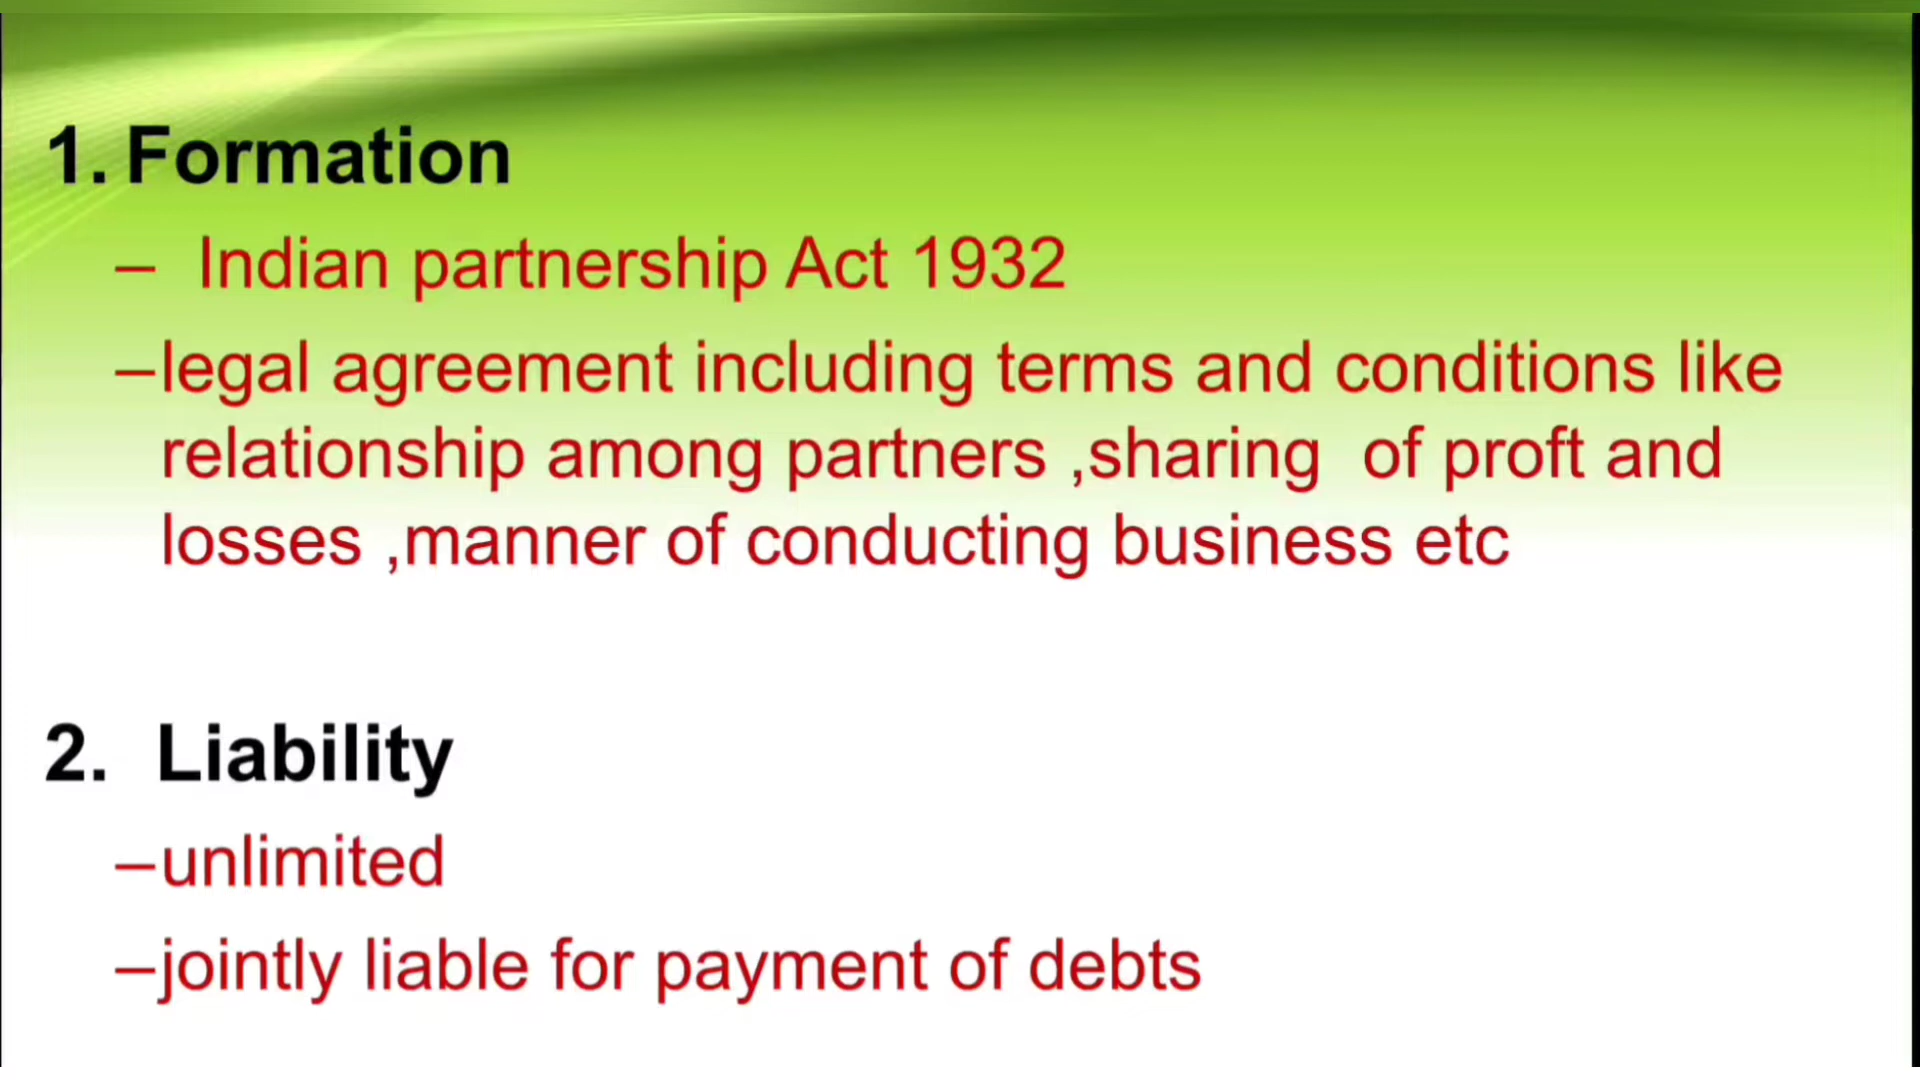 1. Formation
– Indian partnership Act 1932
–legal agreement including terms and conditions like
relationship among partners ,sharing of proft and
losses ,manner of conducting business etc
2. Liability
–unlimited
–jointly liable for payment of debts